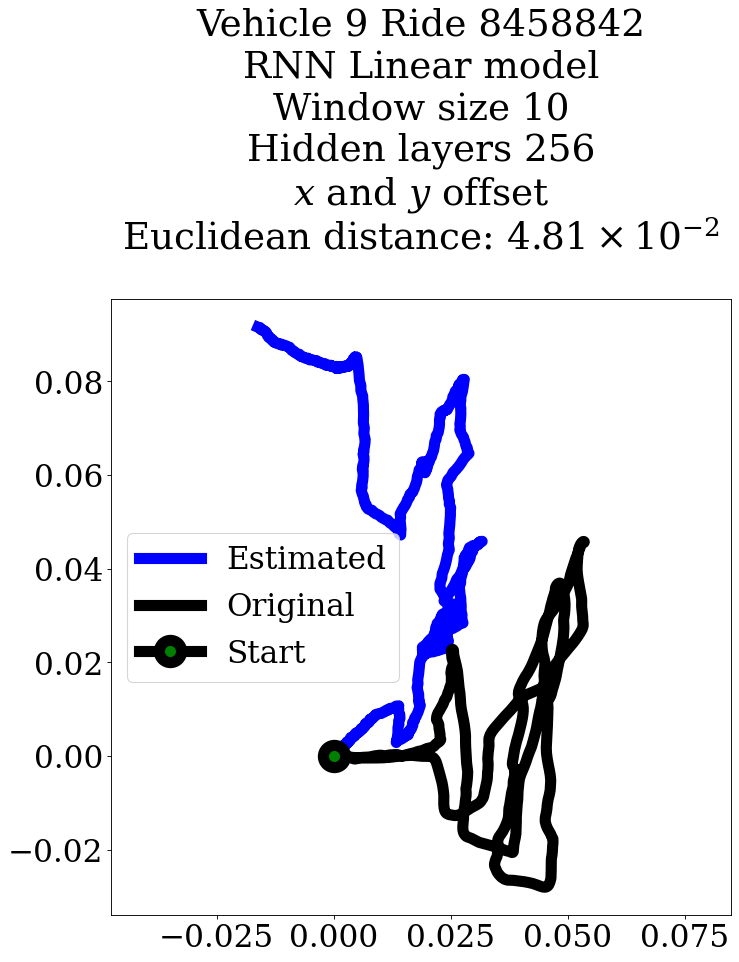 Vehicle 9 Ride 8458842
RNN Linear model
Window size 10
Hidden layers 256
x and y offset
Euclidean distance: 4.81 × 10⁻²
0.08
0.06
0.04
0.02
0.00
−0.02
Estimated
Original
Start
−0.025 0.000 0.025 0.050 0.075